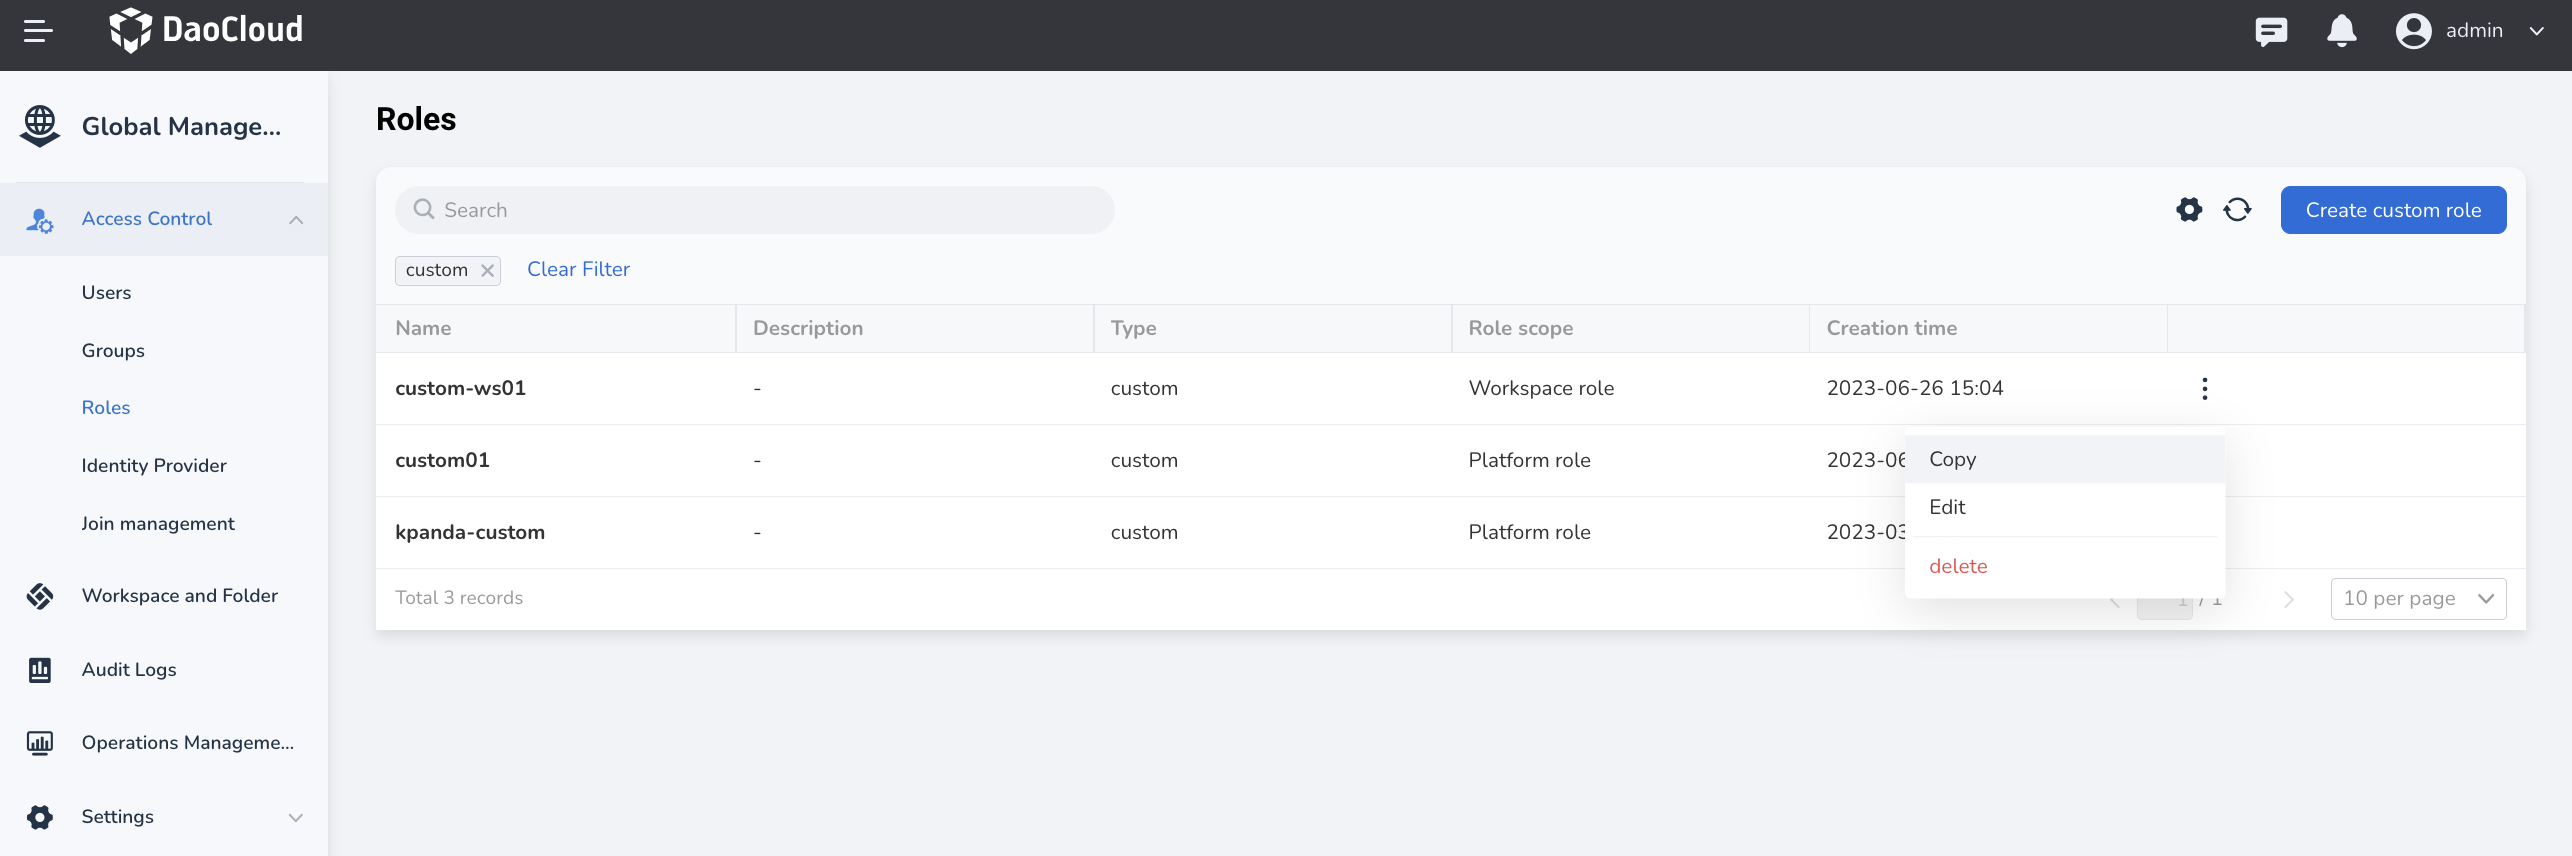 DaoCloud
admin
Global Manage...
Access Control
Users
Groups
Roles
Identity Provider
Join management
Workspace and Folder
Audit Logs
Operations Manageme...
Settings
Roles
Search
Create custom role
custom
Clear Filter
Name Description Type Role scope Creation time
custom-ws01 - custom Workspace role 2023-06-26 15:04
custom01 - custom Platform role 2023-06
kpanda-custom - custom Platform role 2023-03
Copy
Edit
delete
Total 3 records
1 / 1
10 per page